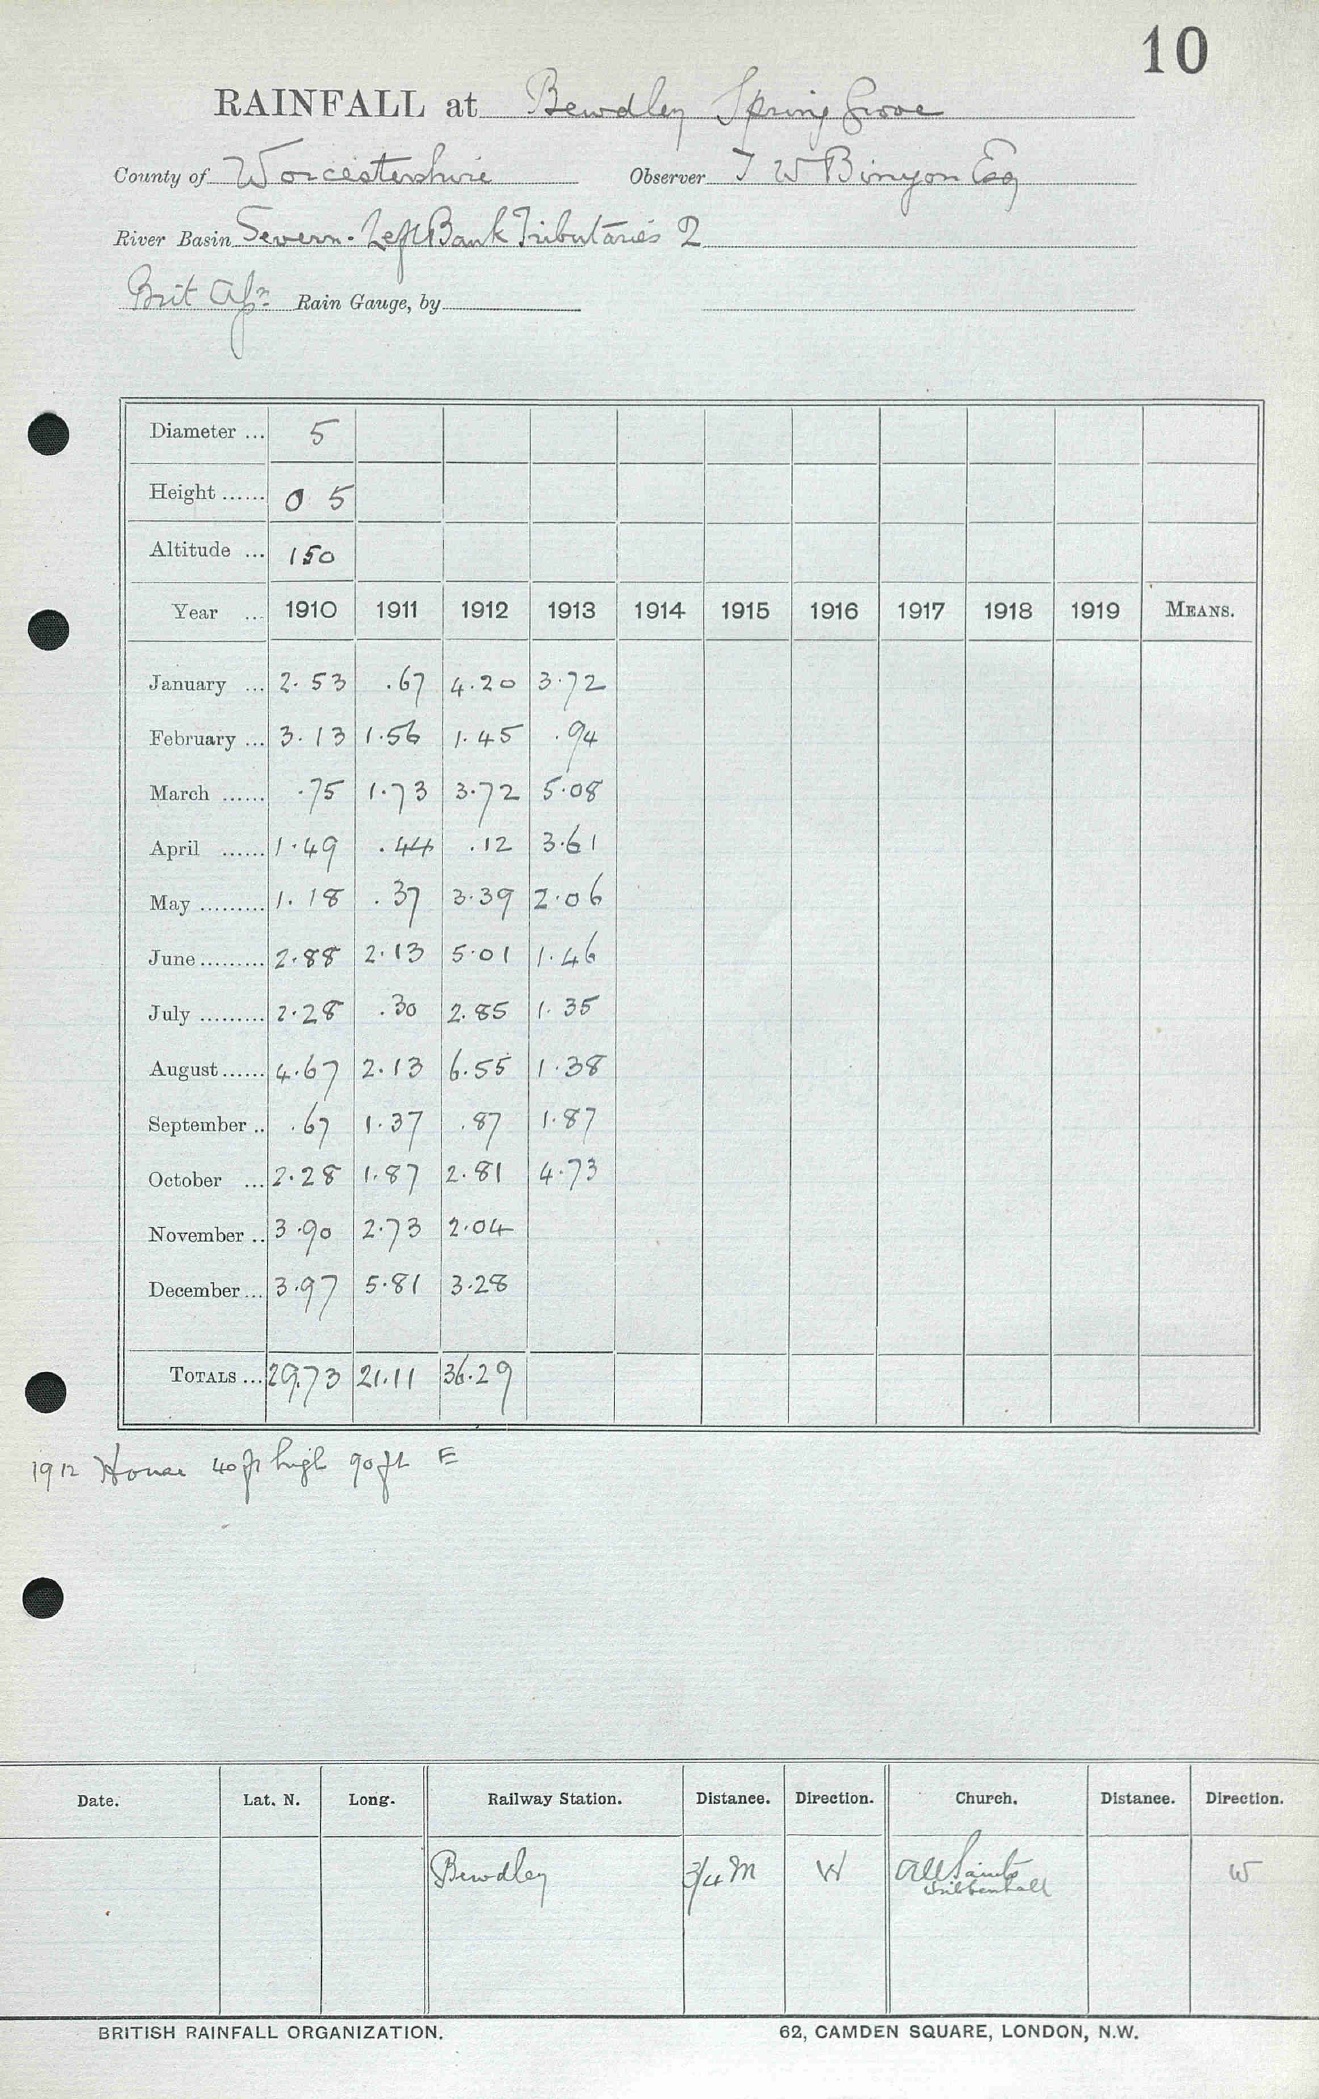 10
RAINFALL at Bewdley Spring Grove
County of Worcestershire Observer T W Binyon Esq
River Basin Severn. Left Bank Tributaries 2
Brit Assn Rain Gauge, by
Diameter ... 5
Height ...... 0 5
Altitude ... 150
Year ... 1910 1911 1912 1913 1914 1915 1916 1917 1918 1919 MEANS.
January ... 2.53 .67 4.20 3.72
February ... 3.13 1.56 1.45 .94
March ...... .75 1.73 3.72 5.08
April ...... 1.49 .44 .12 3.61
May ......... 1.18 .37 3.39 2.06
June ......... 2.88 2.13 5.01 1.46
July ......... 2.28 .30 2.85 1.35
August ...... 4.67 2.13 6.55 1.38
September .. .67 1.37 .87 1.87
October ... 2.28 1.87 2.81 4.73
November .. 3.90 2.73 2.04
December ... 3.97 5.81 3.28
TOTALS ... 29.73 21.11 36.29
1912 House 40ft high 90ft E
Date. Lat. N. Long. Railway Station. Distance. Direction. Church. Distance. Direction.
Bewdley 3/4 M W All Saints W
Wribbenhall
BRITISH RAINFALL ORGANIZATION. 62, CAMDEN SQUARE, LONDON, N.W.